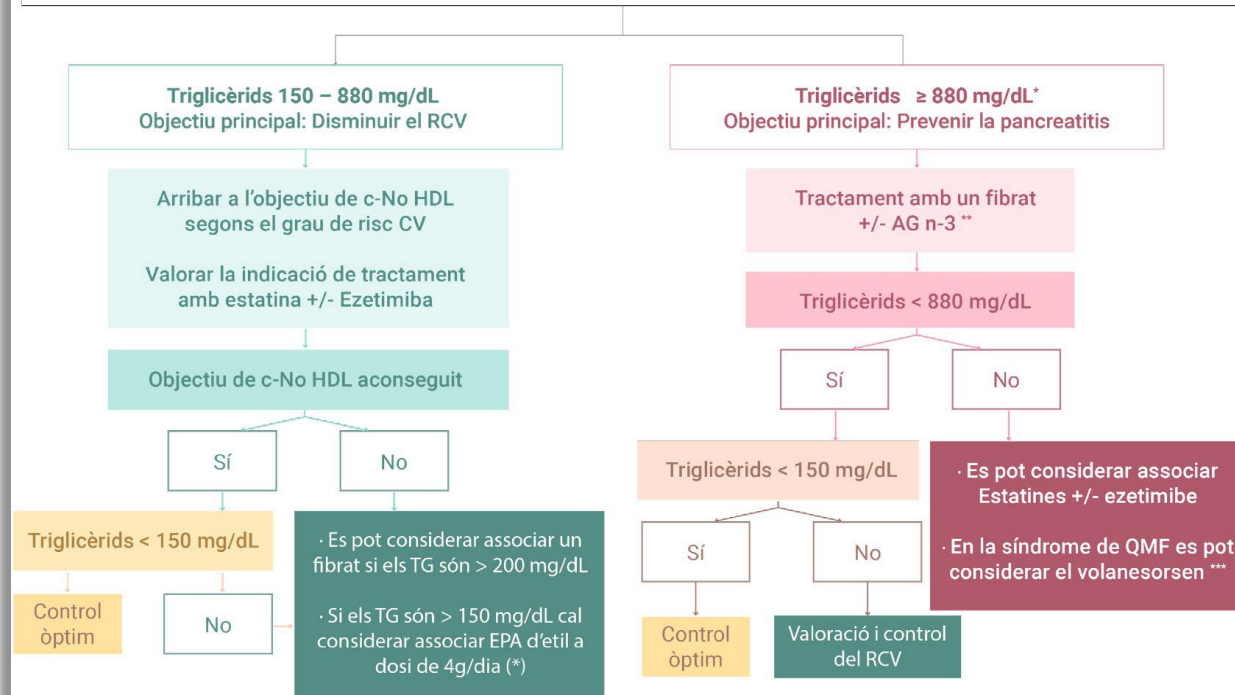 Triglicèrids 150 – 880 mg/dL
Objectiu principal: Disminuir el RCV
Arribar a l'objectiu de c-No HDL
segons el grau de risc CV
Valorar la indicació de tractament
amb estatina +/- Ezetimiba
Objectiu de c-No HDL aconseguit
Sí
No
Triglicèrids < 150 mg/dL
Control
òptim
No
· Es pot considerar associar un
fibrat si els TG són > 200 mg/dL
· Si els TG són > 150 mg/dL cal
considerar associar EPA d'etil a
dosi de 4g/dia (*)
Triglicèrids ≥ 880 mg/dL*
Objectiu principal: Prevenir la pancreatitis
Tractament amb un fibrat
+/- AG n-3 **
Triglicèrids < 880 mg/dL
Sí
No
Triglicèrids < 150 mg/dL
Sí
No
Control
òptim
Valoració i control
del RCV
· Es pot considerar associar
Estatines +/- ezetimibe
· En la síndrome de QMF es pot
considerar el volanesorsen ***